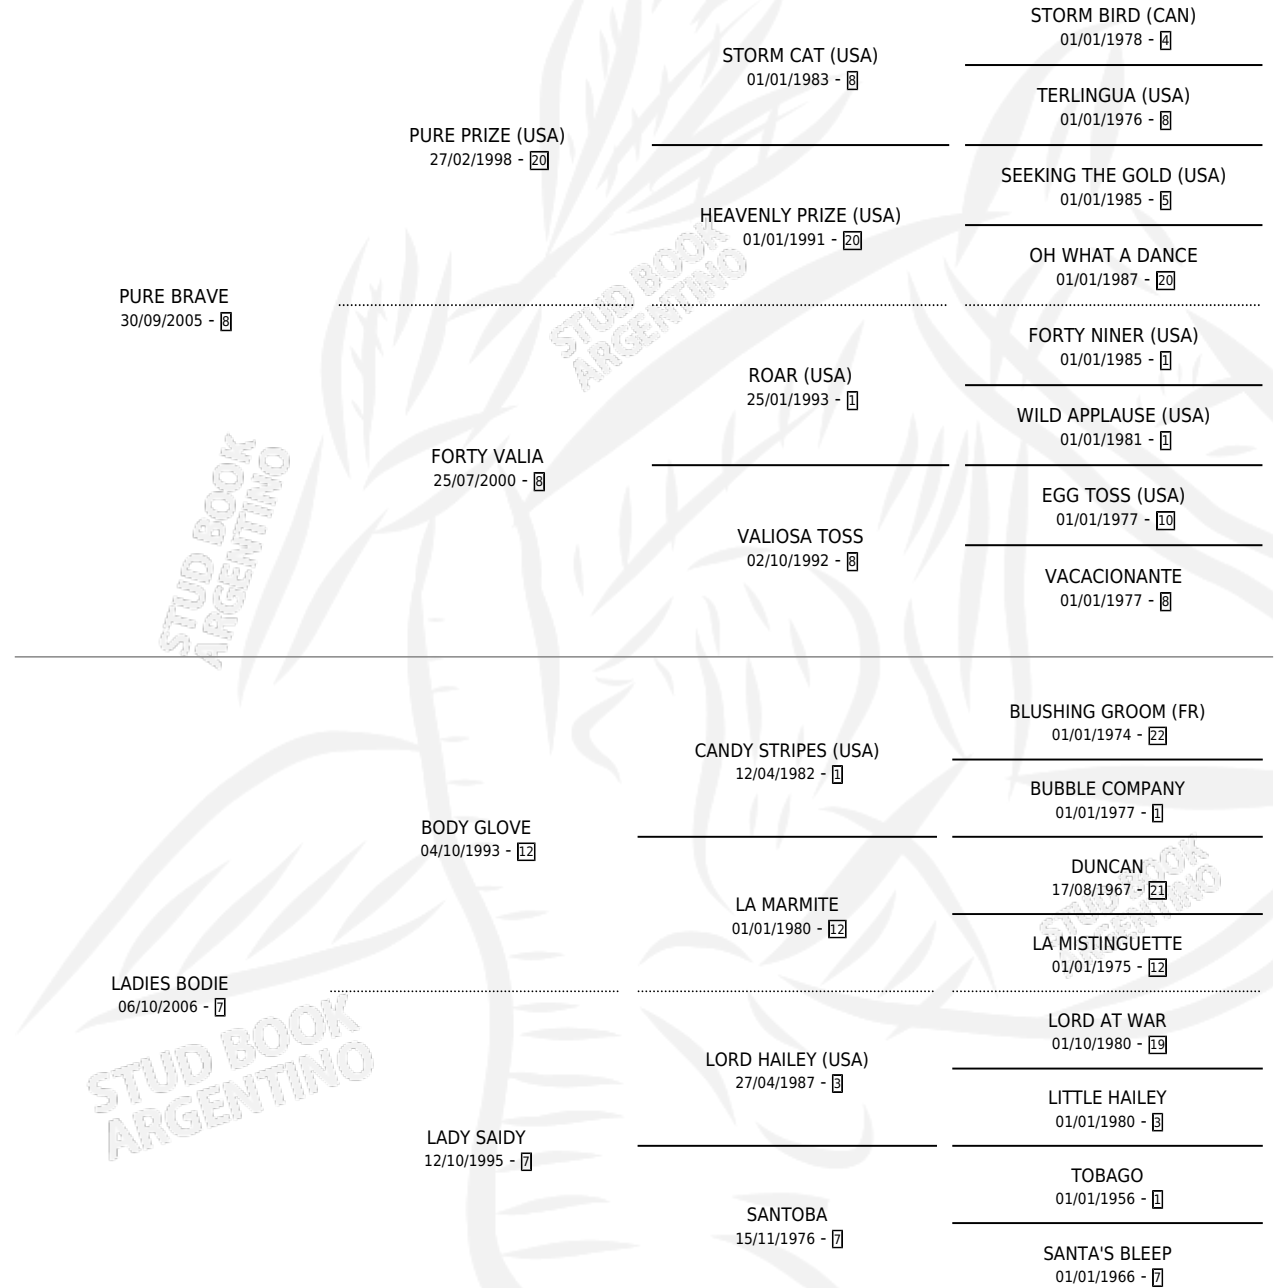 STORM BIRD (CAN)
01/01/1978 - 4
STORM CAT (USA)
01/01/1983 - 8
TERLINGUA (USA)
01/01/1976 - 8
PURE PRIZE (USA)
27/02/1998 - 20
SEEKING THE GOLD (USA)
01/01/1985 - 5
HEAVENLY PRIZE (USA)
01/01/1991 - 20
OH WHAT A DANCE
01/01/1987 - 20
PURE BRAVE
30/09/2005 - 8
FORTY NINER (USA)
01/01/1985 - 1
ROAR (USA)
25/01/1993 - 1
WILD APPLAUSE (USA)
01/01/1981 - 1
FORTY VALIA
25/07/2000 - 8
EGG TOSS (USA)
01/01/1977 - 10
VALIOSA TOSS
02/10/1992 - 8
VACACIONANTE
01/01/1977 - 8
BLUSHING GROOM (FR)
01/01/1974 - 22
CANDY STRIPES (USA)
12/04/1982 - 1
BUBBLE COMPANY
01/01/1977 - 1
BODY GLOVE
04/10/1993 - 12
DUNCAN
17/08/1967 - 21
LA MARMITE
01/01/1980 - 12
LA MISTINGUETTE
01/01/1975 - 12
LADIES BODIE
06/10/2006 - 7
LORD AT WAR
01/10/1980 - 19
LORD HAILEY (USA)
27/04/1987 - 3
LITTLE HAILEY
01/01/1980 - 3
LADY SAIDY
12/10/1995 - 7
TOBAGO
01/01/1956 - 1
SANTOBA
15/11/1976 - 7
SANTA'S BLEEP
01/01/1966 - 7
STUD BOOK
ARGENTINO
STUD BOOK
ARGENTINO
STUD BOOK
ARGENTINO
STUD BOOK
ARGENTINO